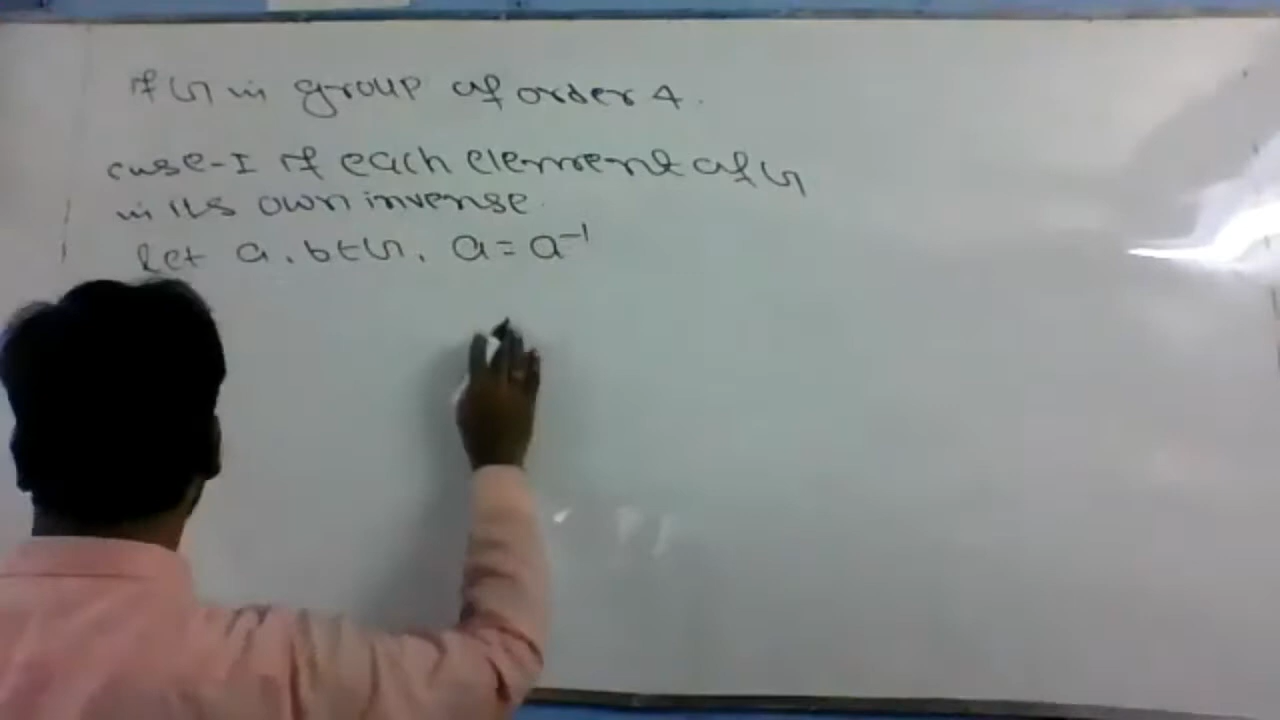 If G is group of order 4.
case-I If each element of G
is its own inverse.
Let a, b ∈ G, a = a⁻¹